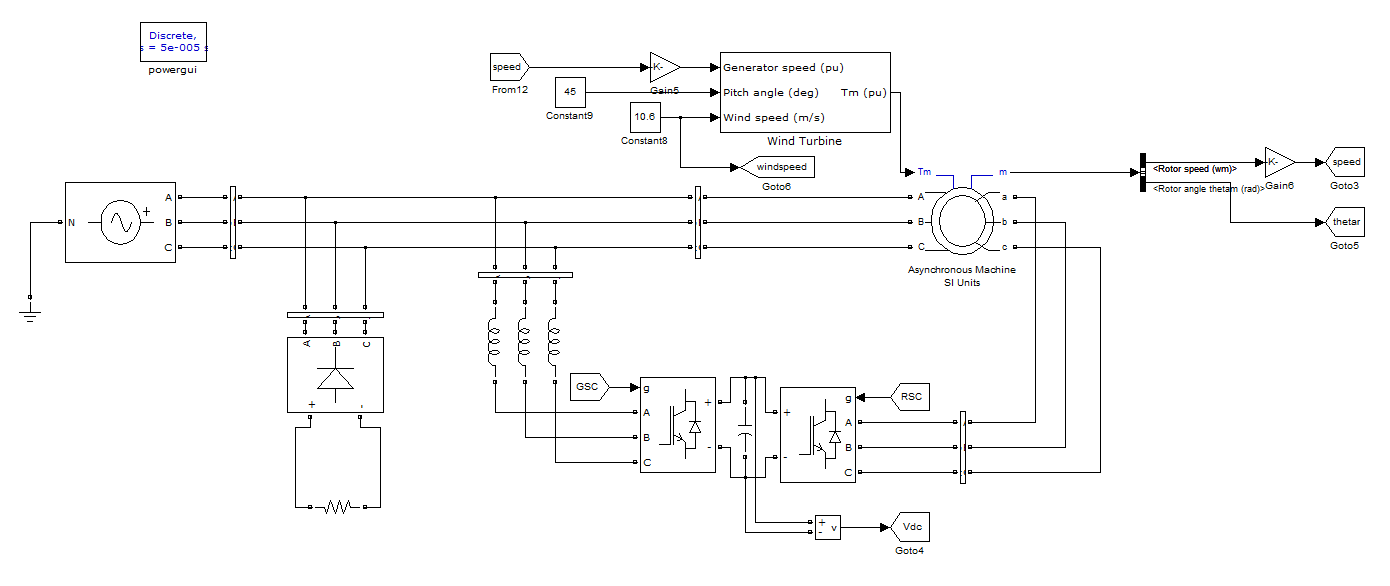 Discrete,
s = 5e-005 s
powergui
speed
From12
-K-
Gain5
45
Constant9
10.6
Constant8
Generator speed (pu)
Pitch angle (deg)
Wind speed (m/s)
Tm (pu)
Wind Turbine
windspeed
Goto6
N
+
A
B
C
Tm
m
A
B
C
a
b
c
Asynchronous Machine
SI Units
<Rotor speed (wm)>
<Rotor angle thetam (rad)>
-K-
Gain6
speed
Goto3
thetar
Goto5
A
B
C
+
-
GSC
g
A
B
C
+
-
+
-
g
A
B
C
RSC
+
-
v
Vdc
Goto4